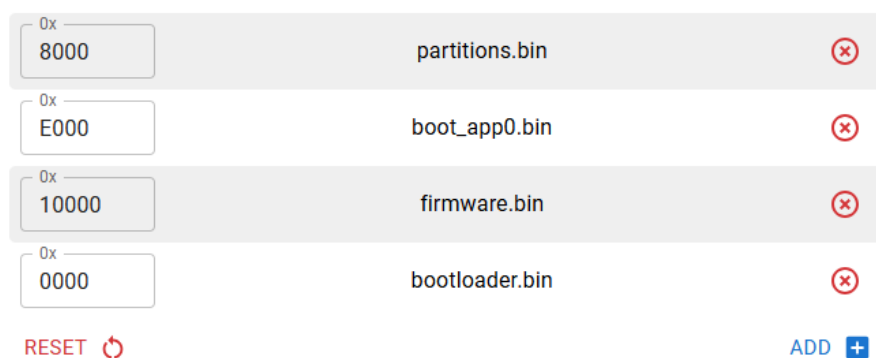 0x
8000 partitions.bin
0x
E000 boot_app0.bin
0x
10000 firmware.bin
0x
0000 bootloader.bin
RESET ADD